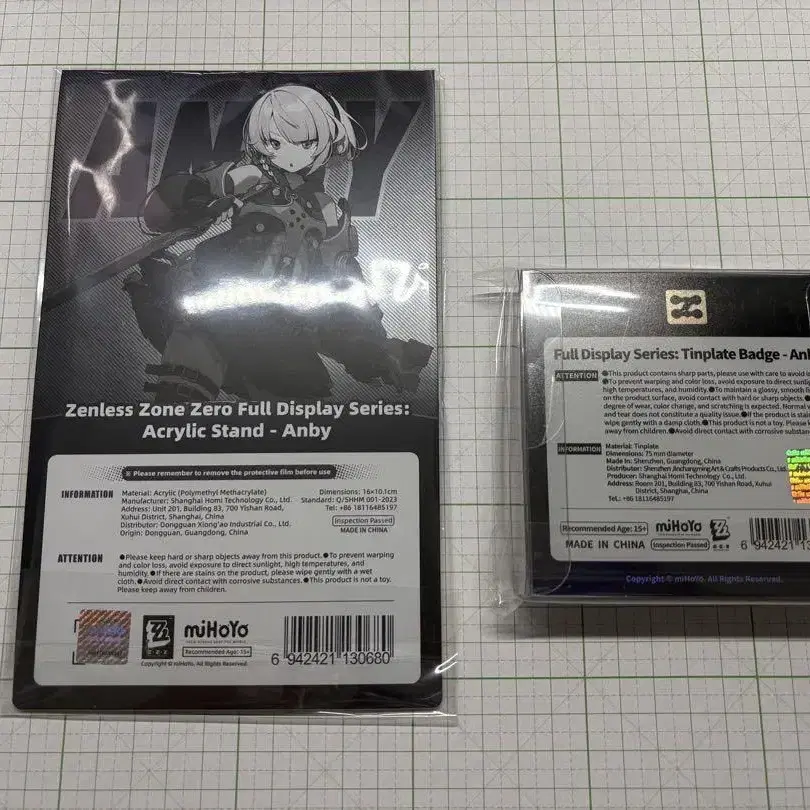 ANBY
Zenless Zone Zero Full Display Series:
Acrylic Stand - Anby
※ Please remember to remove the protective film before use
INFORMATION
Material: Acrylic (Polymethyl Methacrylate)
Manufacturer: Shanghai Homi Technology Co., Ltd.
Address: Unit 201, Building 83, 700 Yishan Road,
Xuhui District, Shanghai, China
Distributor: Dongguan Xiong'ao Industrial Co., Ltd.
Origin: Dongguan, Guangdong, China
Dimensions: 16×10.1cm
Standard: Q/SHHM 001-2023
Tel: +86 18116485197
Inspection Passed
MADE IN CHINA
ATTENTION
●Please keep hard or sharp objects away from this product. ●To prevent warping
and color loss, avoid exposure to direct sunlight, high temperatures, and
humidity. ●If there are stains on the product, please wipe gently with a wet
cloth. ●Avoid direct contact with corrosive substances. ●This product is not a toy.
Please keep away from children.
miHoYo
TECH OTAKUS SAVE THE WORLD
Recommended Age: 15+
Copyright © miHoYo. All Rights Reserved.
6 942421 130680
Full Display Series: Tinplate Badge - Anb
ATTENTION
●This product contains sharp parts, please use with care to avoid in
●To prevent warping and color loss, avoid exposure to direct sunlig
high temperatures, and humidity. ●To maintain a glossy, smooth
on the product surface, avoid contact with hard or sharp objects.
degree of wear, color change, and scratching is expected. Normal
and tear does not constitute a quality issue. ●If the product is stai
wipe gently with a damp cloth. ●This product is not a toy. Please k
away from children. ●Avoid direct contact with corrosive substan
INFORMATION
Material: Tinplate
Dimensions: 75 mm diameter
Made In: Shenzhen, Guangdong, China
Distributor: Shenzhen Jinchangming Art & Crafts Products Co., Ltd.
Producer: Shanghai Homi Technology Co., Ltd.
Address: Room 201, Building 83, 700 Yishan Road, Xuhui
District, Shanghai, China
Tel.: +86 18116485197
Recommended Age: 15+
miHoYo
MADE IN CHINA
Inspection Passed
6 942421 130
Copyright © miHoYo. All Rights Reserved.